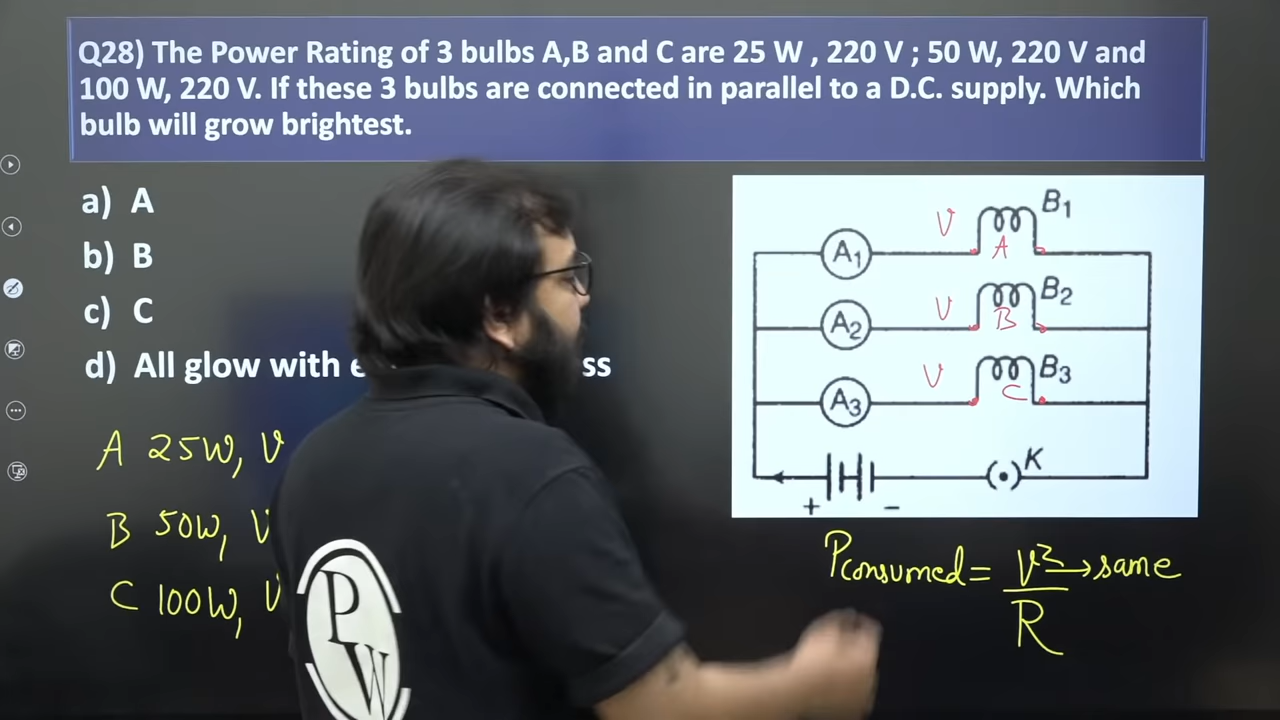 Q28) The Power Rating of 3 bulbs A,B and C are 25 W , 220 V ; 50 W, 220 V and
100 W, 220 V. If these 3 bulbs are connected in parallel to a D.C. supply. Which
bulb will grow brightest.
a) A
b) B
c) C
d) All glow with ss
A 25W, V
B 50W, V
C 100W, V
A1 V A B1
A2 V B B2
A3 V C B3
+ - K
Pconsumed = V²/R → same
PW